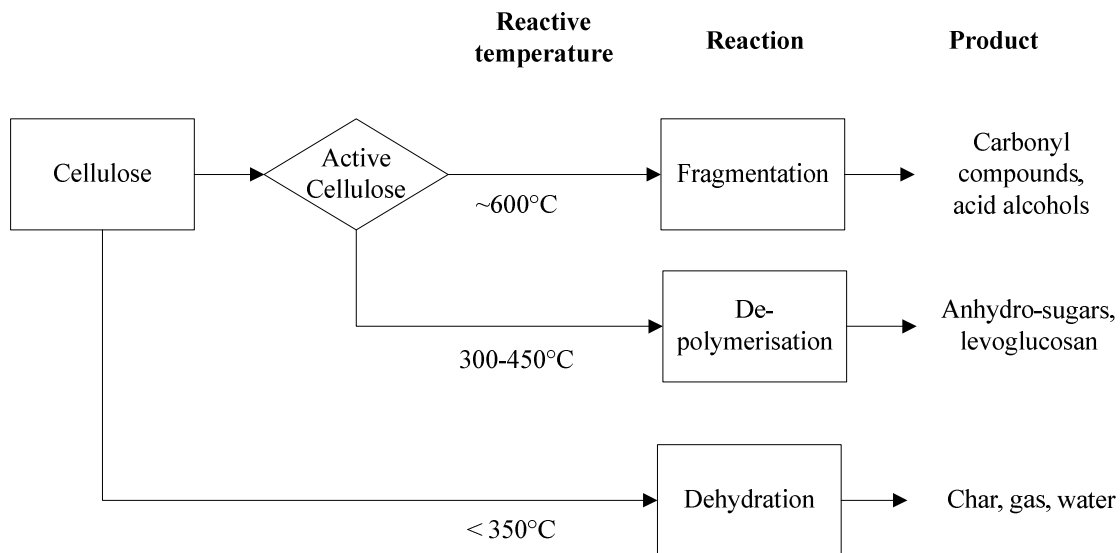 Reactive
temperature
Reaction
Product
Cellulose
Active
Cellulose
~600°C
Fragmentation
Carbonyl
compounds,
acid alcohols
300-450°C
De-
polymerisation
Anhydro-sugars,
levoglucosan
< 350°C
Dehydration
Char, gas, water